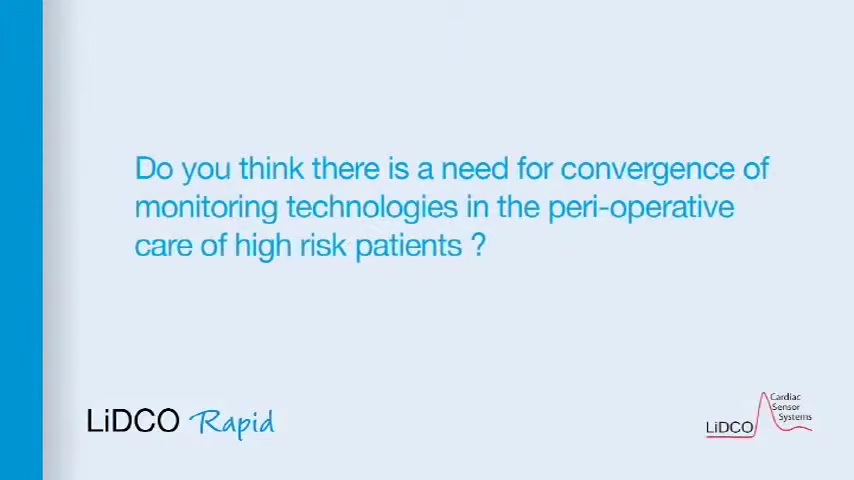 Do you think there is a need for convergence of
monitoring technologies in the peri-operative
care of high risk patients ?
LiDCO Rapid
Cardiac
Sensor
Systems
LiDCO